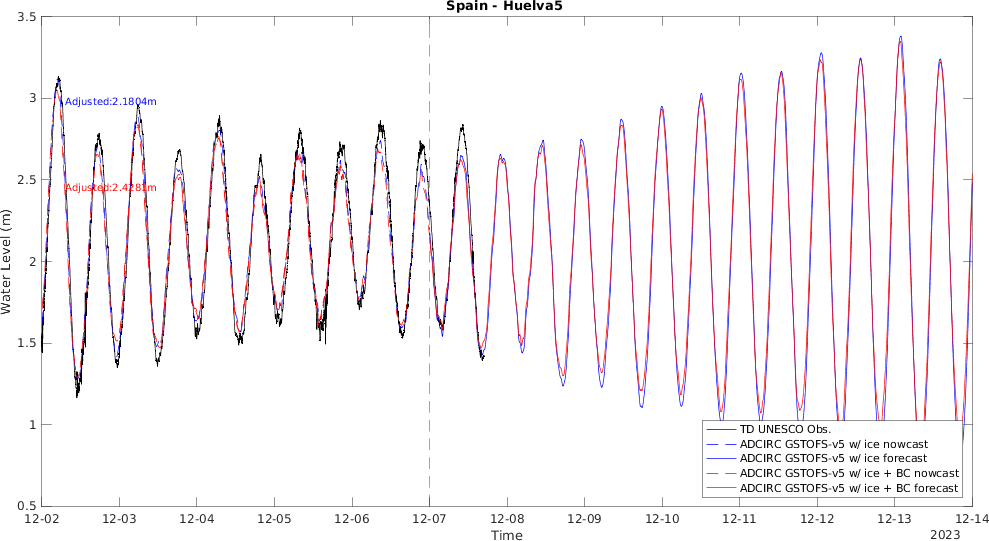 Spain - Huelva5
3.5
3
2.5
2
1.5
1
0.5
Water Level (m)
Adjusted:2.1804m
Adjusted:2.4281m
TD UNESCO Obs.
ADCIRC GSTOFS-v5 w/ ice nowcast
ADCIRC GSTOFS-v5 w/ ice forecast
ADCIRC GSTOFS-v5 w/ ice + BC nowcast
ADCIRC GSTOFS-v5 w/ ice + BC forecast
12-02 12-03 12-04 12-05 12-06 12-07 12-08 12-09 12-10 12-11 12-12 12-13 12-14
Time
2023